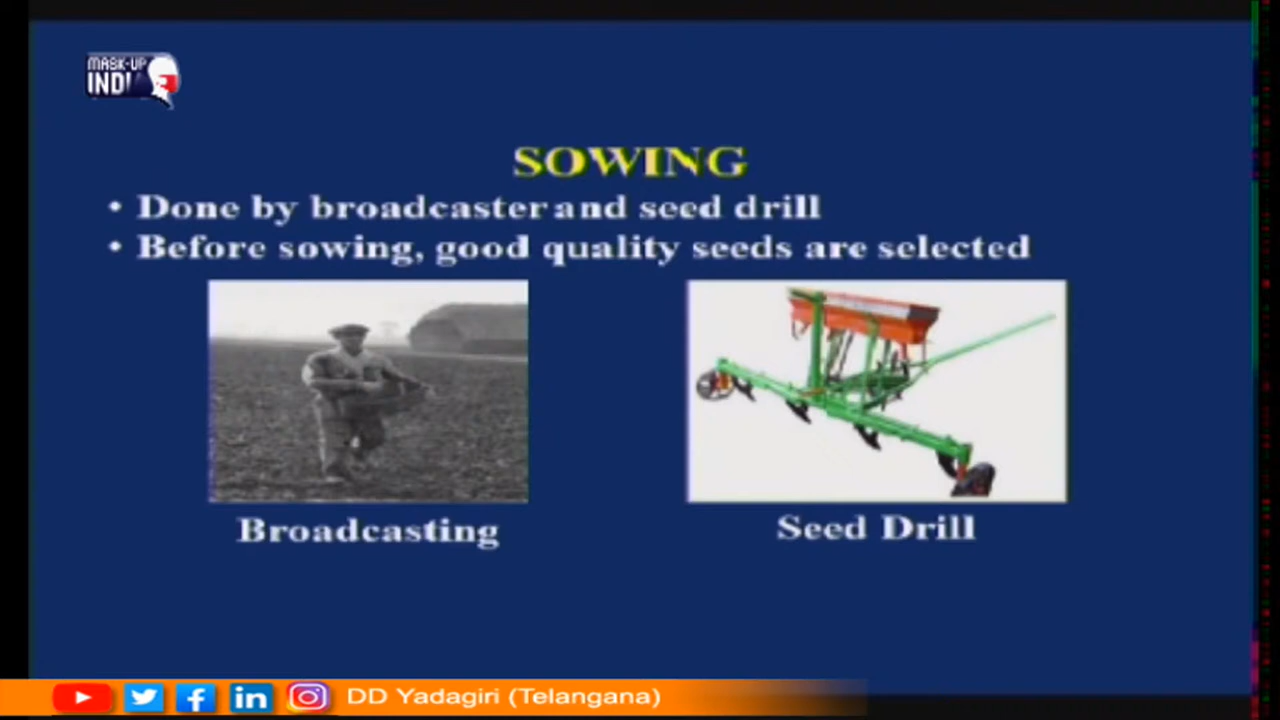 MASK-UP
INDIA
SOWING
• Done by broadcaster and seed drill
• Before sowing, good quality seeds are selected
Broadcasting
Seed Drill
DD Yadagiri (Telangana)